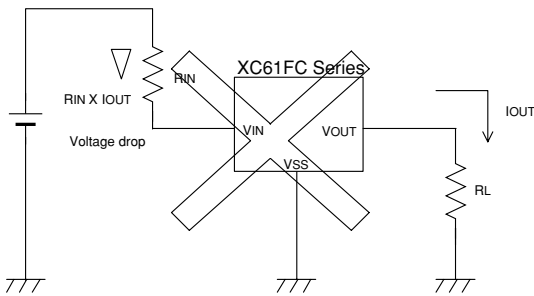 XC61FC Series
RIN
RIN X IOUT
Voltage drop
VIN
VOUT
VSS
IOUT
RL